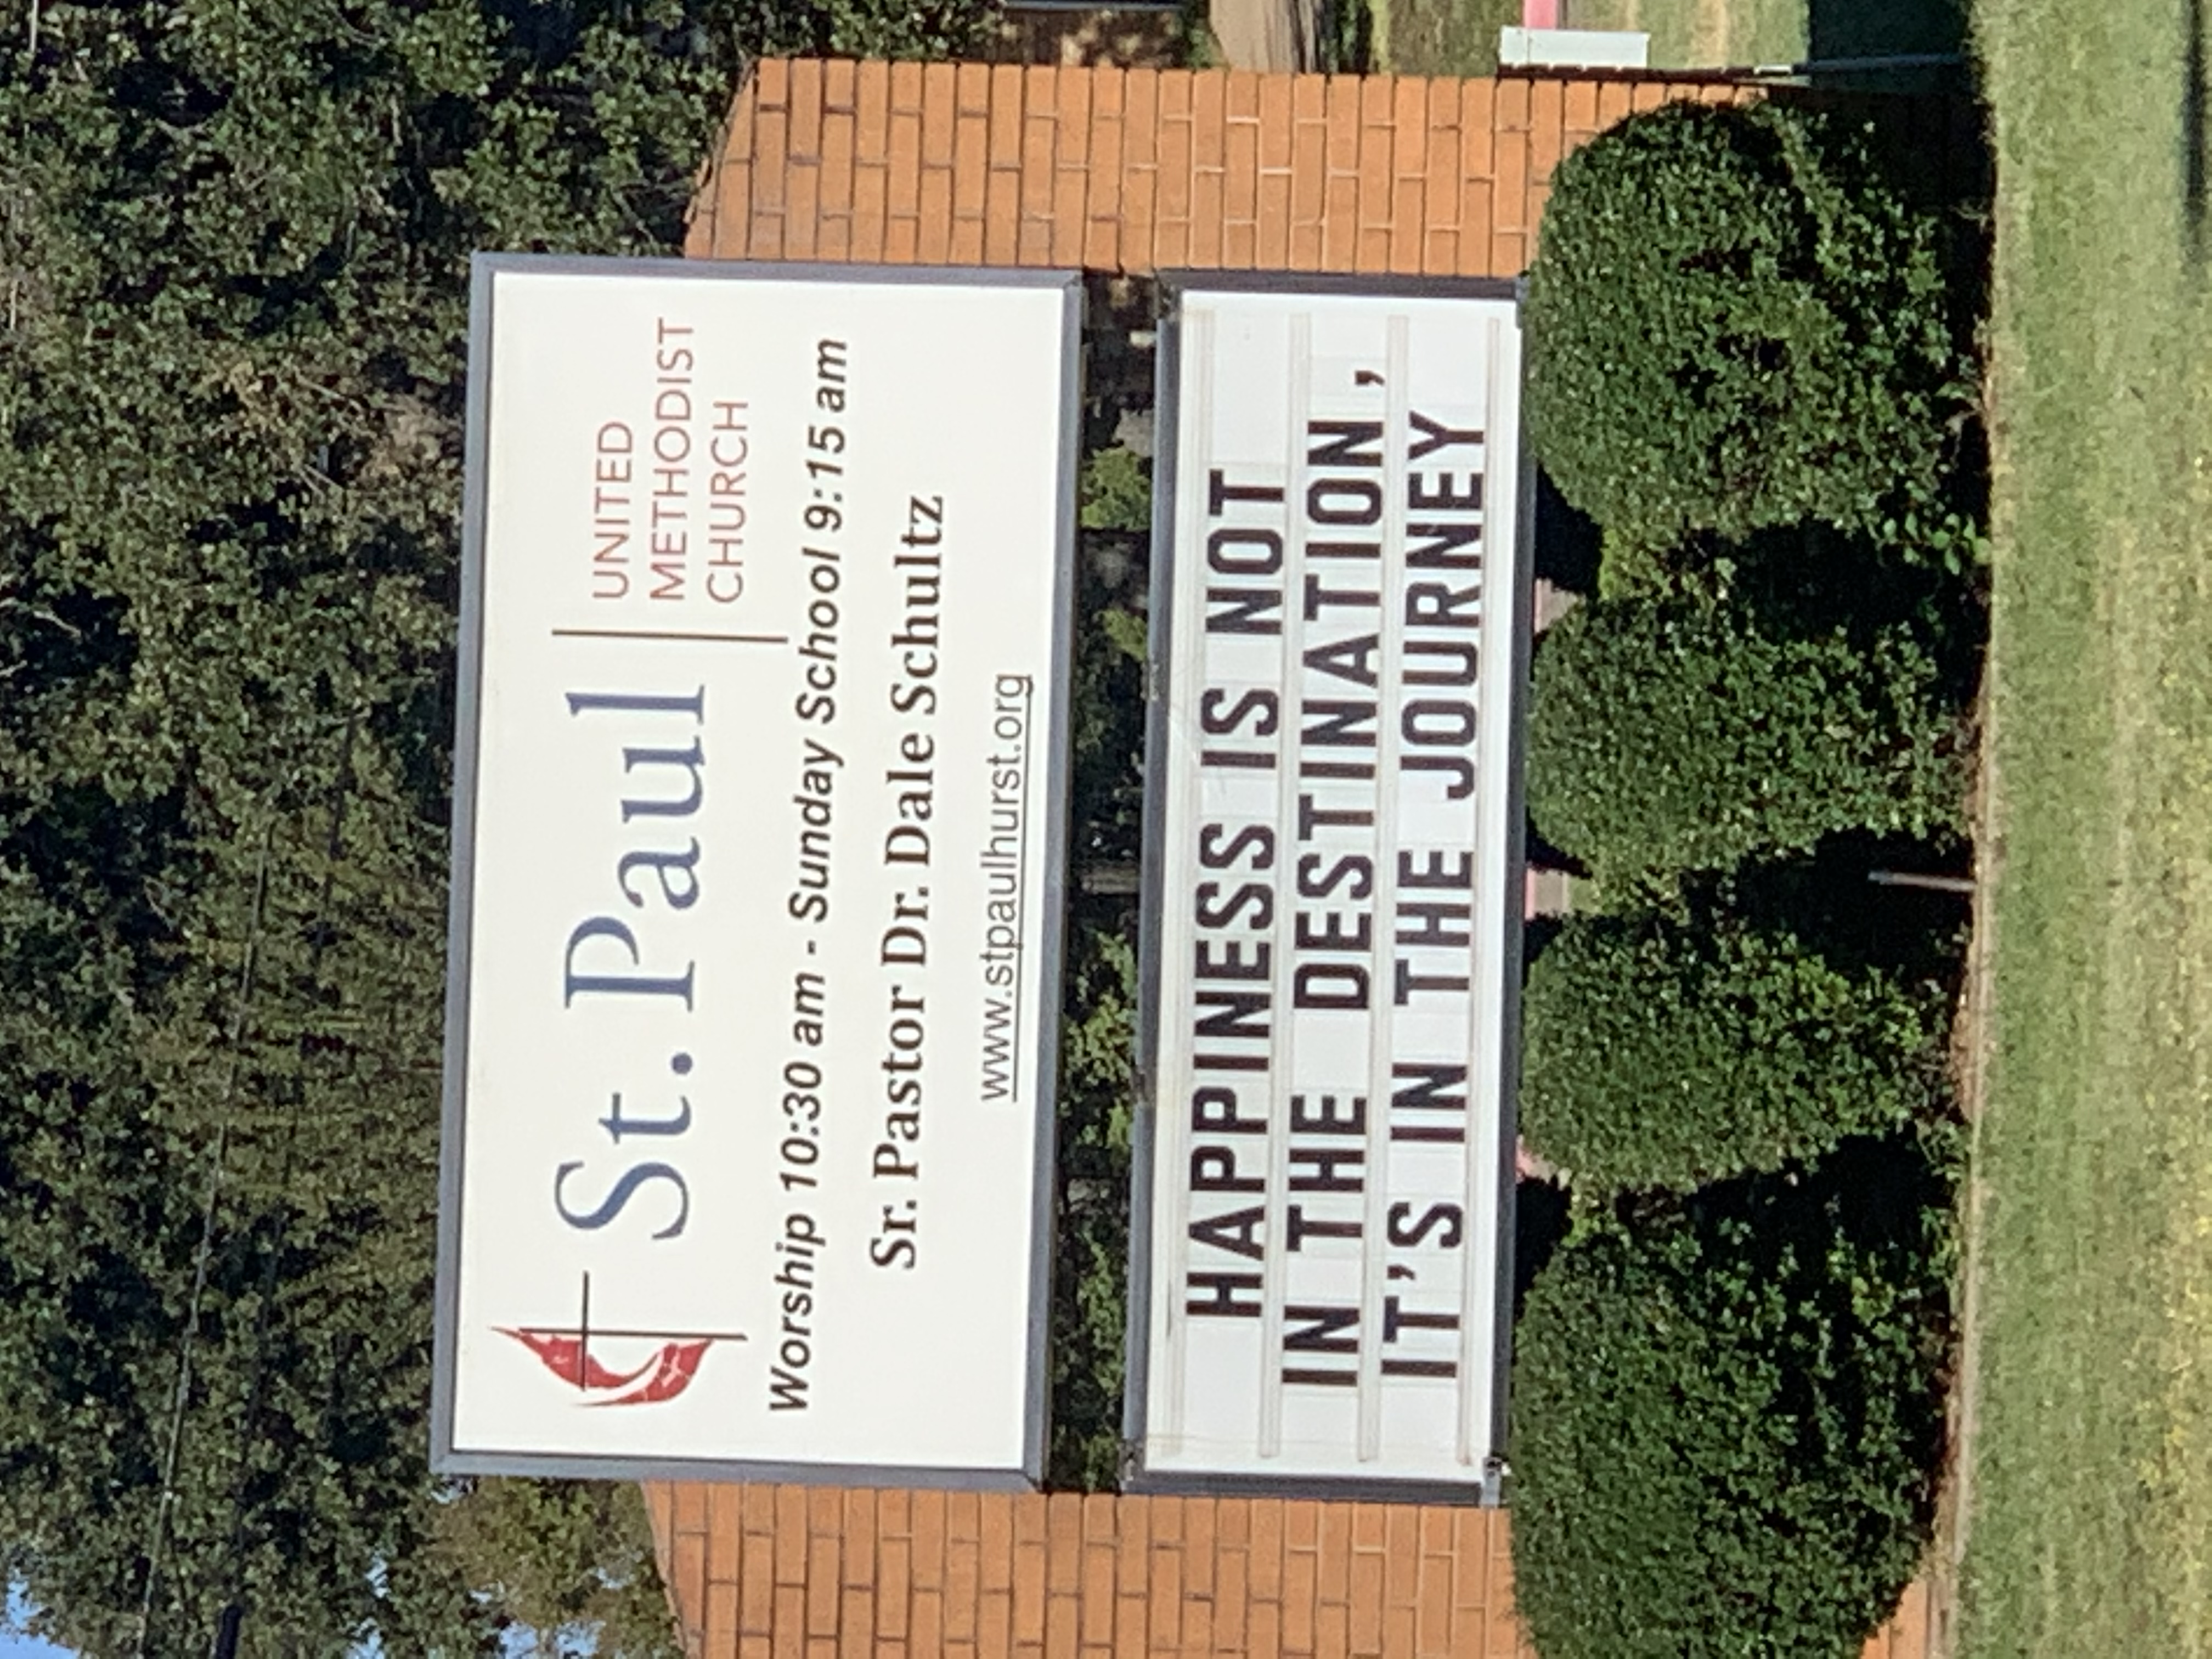 St. Paul
UNITED
METHODIST
CHURCH
Worship 10:30 am - Sunday School 9:15 am
Sr. Pastor Dr. Dale Schultz
www.stpaulhurst.org
HAPPINESS IS NOT
IN THE DESTINATION,
IT'S IN THE JOURNEY